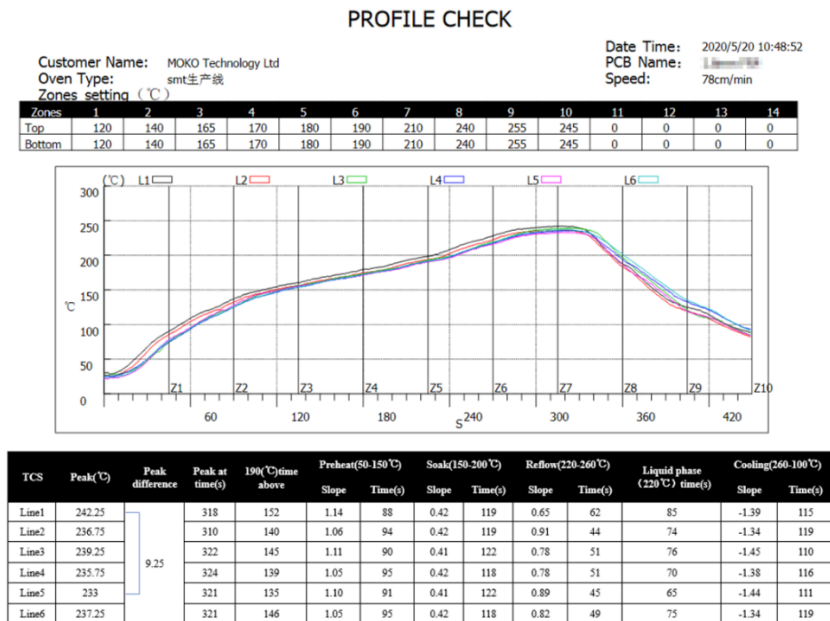 PROFILE CHECK
Date Time: 2020/5/20 10:48:52
Customer Name: MOKO Technology Ltd
PCB Name:
Oven Type: smt生产线
Speed: 78cm/min
Zones setting（℃）
Zones 1 2 3 4 5 6 7 8 9 10 11 12 13 14
Top 120 140 165 170 180 190 210 240 255 245 0 0 0 0
Bottom 120 140 165 170 180 190 210 240 255 245 0 0 0 0
(℃) L1 L2 L3 L4 L5 L6
300
250
200
150
℃
100
50
Z1 Z2 Z3 Z4 Z5 Z6 Z7 Z8 Z9 Z10
0
60 120 180 240 300 360 420
S
TCS Peak(℃) Peak difference Peak at time(s) 190(℃)time above Preheat(50-150℃) Soak(150-200℃) Reflow(220-260℃) Liquid phase（220℃）time(s) Cooling(260-100℃)
Slope Time(s) Slope Time(s) Slope Time(s) Slope Time(s)
Line1 242.25 318 152 1.14 88 0.42 119 0.65 62 85 -1.39 115
Line2 236.75 310 140 1.06 94 0.42 119 0.91 44 74 -1.34 119
Line3 239.25 322 145 1.11 90 0.41 122 0.78 51 76 -1.45 110
9.25
Line4 235.75 324 139 1.05 95 0.42 118 0.78 51 70 -1.38 116
Line5 233 321 135 1.10 91 0.41 122 0.89 45 65 -1.44 111
Line6 237.25 321 146 1.05 95 0.42 118 0.82 49 75 -1.34 119